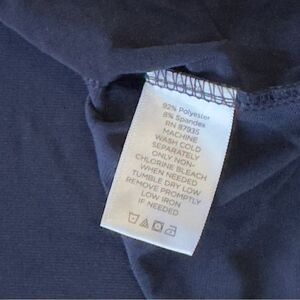 92% Polyester
8% Spandex
RN 97935
MACHINE
WASH COLD
SEPARATELY
ONLY NON-
CHLORINE BLEACH
WHEN NEEDED
TUMBLE DRY LOW
REMOVE PROMPTLY
LOW IRON
IF NEEDED